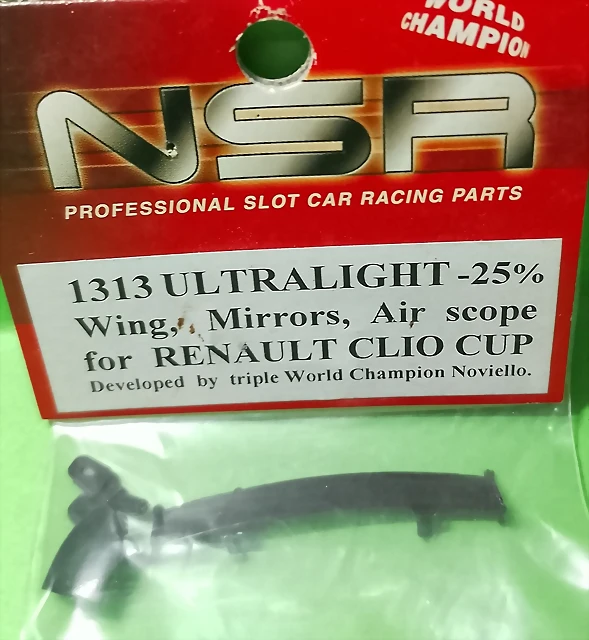 WORLD
CHAMPION
NSR
PROFESSIONAL SLOT CAR RACING PARTS
1313 ULTRALIGHT -25%
Wing, Mirrors, Air scope
for RENAULT CLIO CUP
Developed by triple World Champion Noviello.